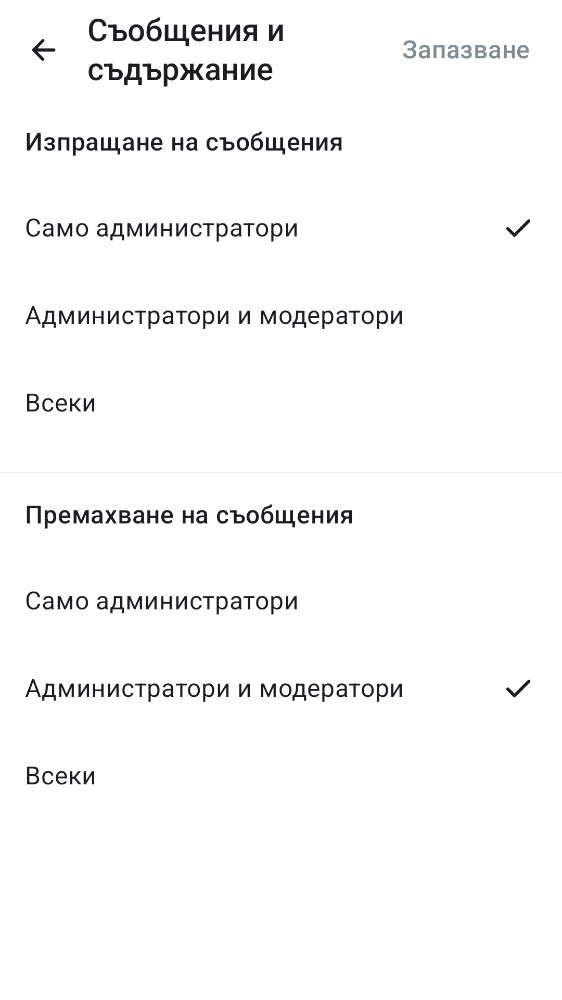 Съобщения и
съдържание
Запазване
Изпращане на съобщения
Само администратори
Администратори и модератори
Всеки
Премахване на съобщения
Само администратори
Администратори и модератори
Всеки